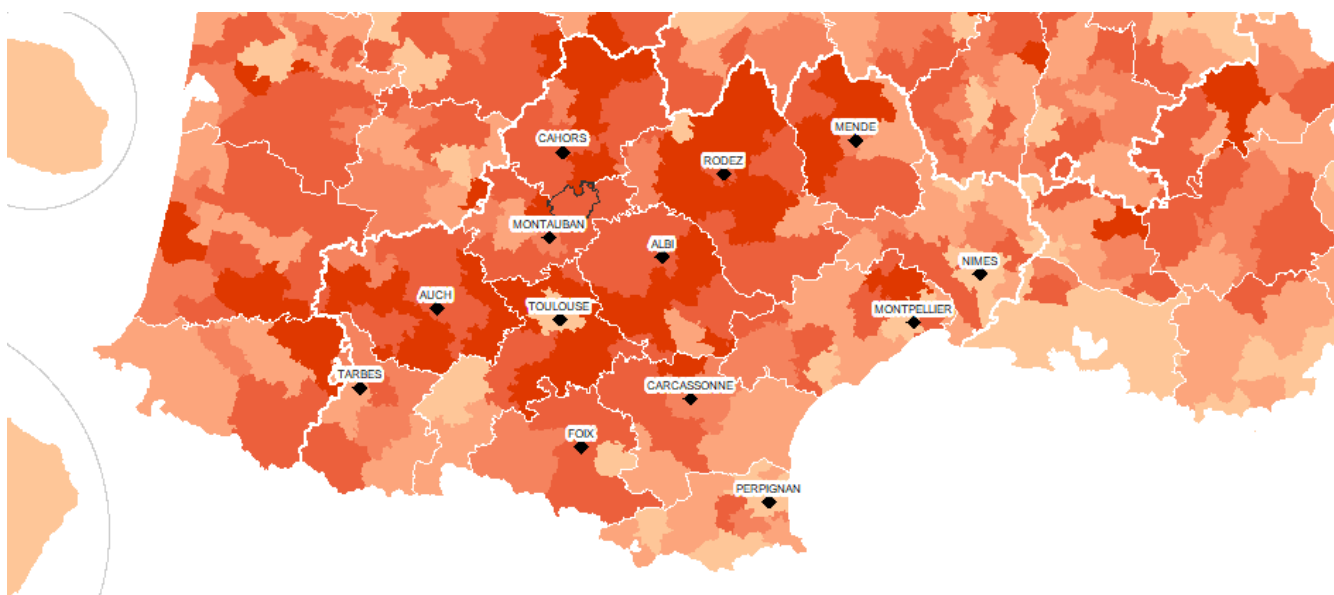 MENDE
CAHORS
RODEZ
MONTAUBAN
ALBI
NIMES
AUCH
TOULOUSE
MONTPELLIER
TARBES
CARCASSONNE
FOIX
PERPIGNAN